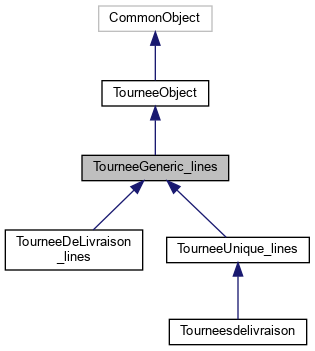 CommonObject
TourneeObject
TourneeGeneric_lines
TourneeDeLivraison
_lines
TourneeUnique_lines
Tourneesdelivraison